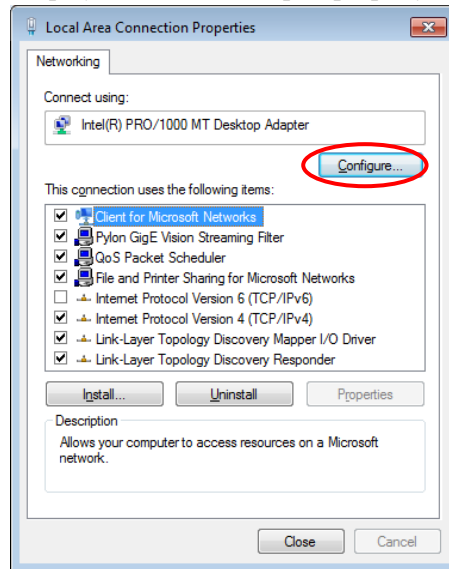 Local Area Connection Properties
Networking
Connect using:
Intel(R) PRO/1000 MT Desktop Adapter
Configure...
This connection uses the following items:
Client for Microsoft Networks
Pylon GigE Vision Streaming Filter
QoS Packet Scheduler
File and Printer Sharing for Microsoft Networks
Internet Protocol Version 6 (TCP/IPv6)
Internet Protocol Version 4 (TCP/IPv4)
Link-Layer Topology Discovery Mapper I/O Driver
Link-Layer Topology Discovery Responder
Install...
Uninstall
Properties
Description
Allows your computer to access resources on a Microsoft
network.
Close
Cancel